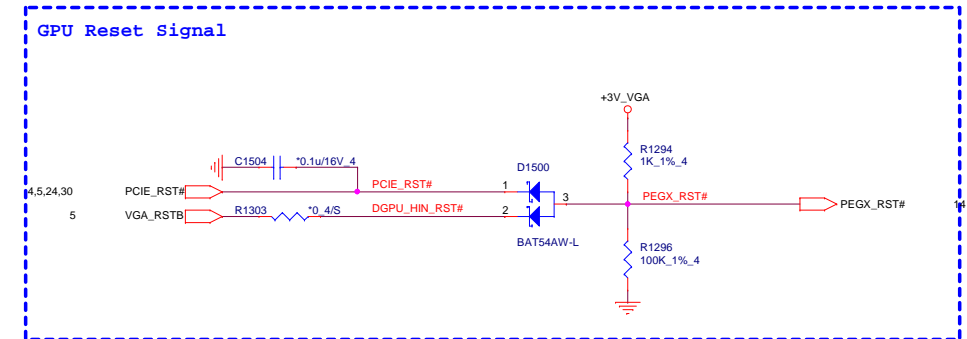 GPU Reset Signal
+3V_VGA
R1294
1K_1%_4
C1504 *0.1u/16V_4
D1500
4,5,24,30 PCIE_RST# PCIE_RST# 1
3 PEGX_RST# PEGX_RST# 14
5 VGA_RSTB R1303 *0_4/S DGPU_HIN_RST# 2
BAT54AW-L
R1296
100K_1%_4